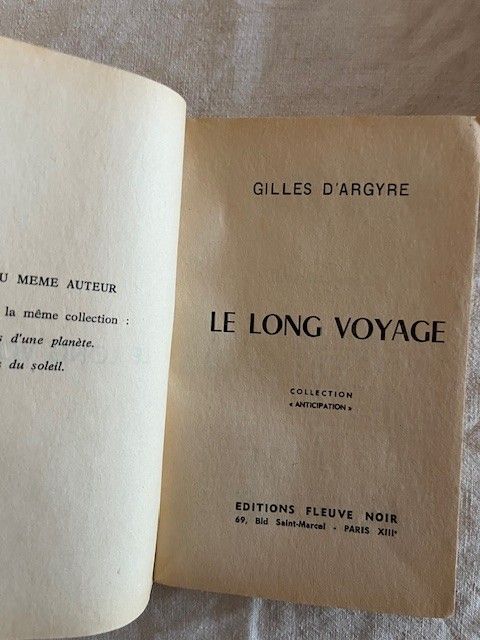 U MEME AUTEUR
la même collection :
d'une planète.
du soleil.
GILLES D'ARGYRE
LE LONG VOYAGE
COLLECTION
« ANTICIPATION »
EDITIONS FLEUVE NOIR
69, Bld Saint-Marcel - PARIS XIIIᵉ